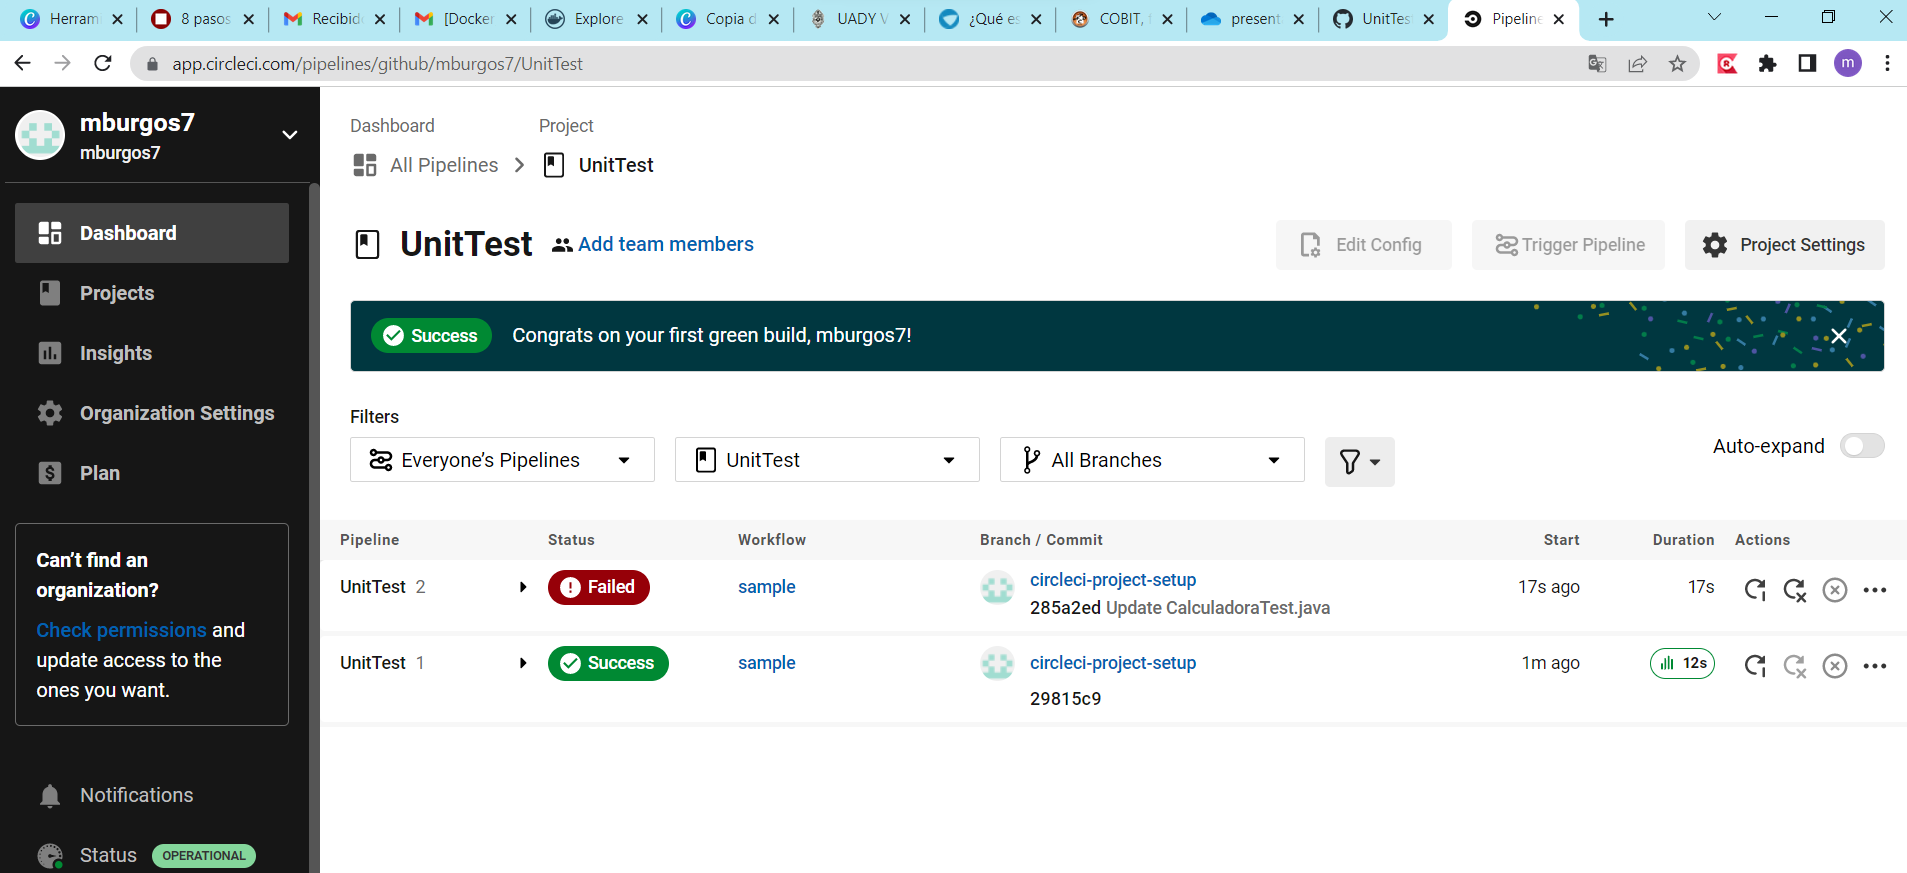 Herram
8 pasos
Recibid
[Docker
Explore
Copia d
UADY V
¿Qué es
COBIT, f
present
UnitTes
Pipeline
app.circleci.com/pipelines/github/mburgos7/UnitTest
m
mburgos7
mburgos7
Dashboard
Projects
Insights
Organization Settings
Plan
Can't find an
organization?
Check permissions and
update access to the
ones you want.
Notifications
Status OPERATIONAL
Dashboard Project
All Pipelines UnitTest
UnitTest Add team members
Edit Config Trigger Pipeline Project Settings
Success Congrats on your first green build, mburgos7!
Filters
Everyone's Pipelines UnitTest All Branches
Auto-expand
Pipeline Status Workflow Branch / Commit Start Duration Actions
UnitTest 2 Failed sample circleci-project-setup 17s ago 17s
285a2ed Update CalculadoraTest.java
UnitTest 1 Success sample circleci-project-setup 1m ago 12s
29815c9